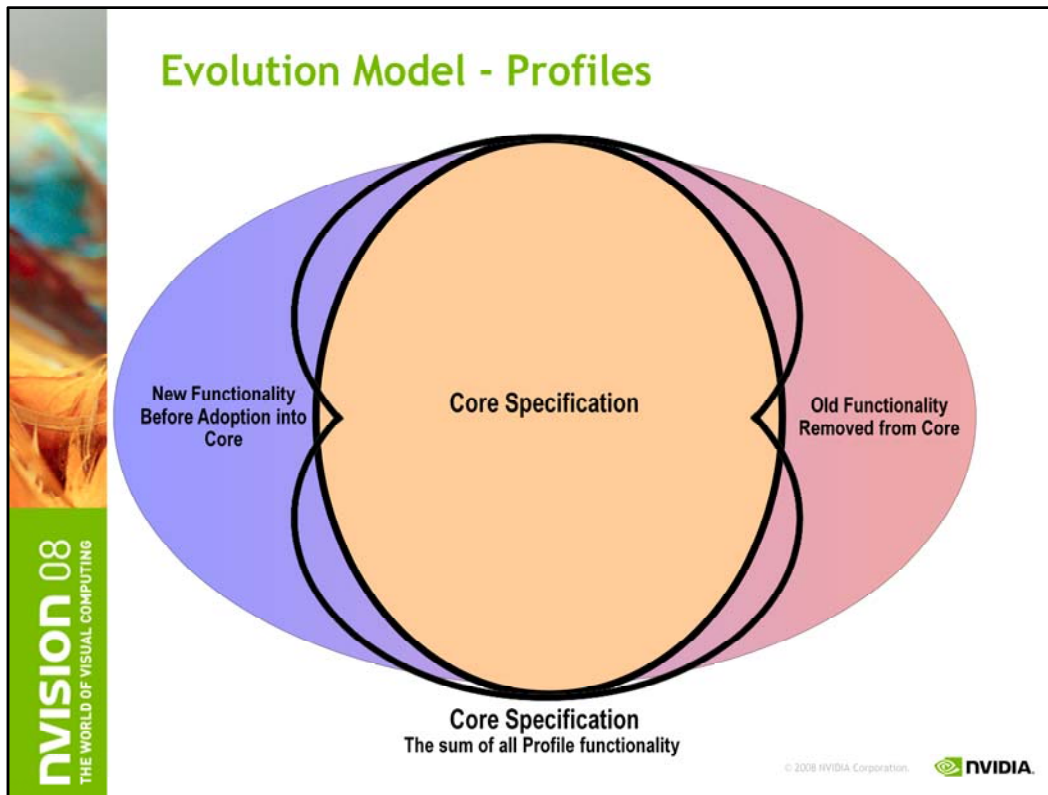 Evolution Model - Profiles
New Functionality
Before Adoption into
Core
Core Specification
Old Functionality
Removed from Core
Core Specification
The sum of all Profile functionality
nVISION 08
THE WORLD OF VISUAL COMPUTING
© 2008 NVIDIA Corporation.
NVIDIA.